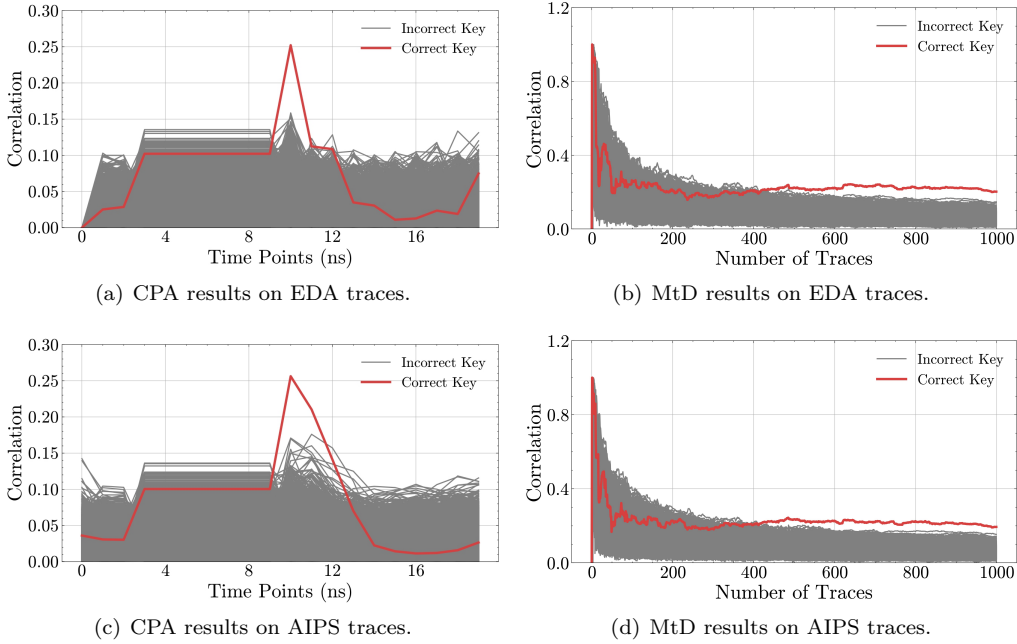 0.30
0.25
0.20
0.15
0.10
0.05
0.00
Correlation
Incorrect Key
Correct Key
0
4
8
12
16
Time Points (ns)
(a) CPA results on EDA traces.
1.2
0.8
0.4
0.0
Correlation
Incorrect Key
Correct Key
0
200
400
600
800
1000
Number of Traces
(b) MtD results on EDA traces.
0.30
0.25
0.20
0.15
0.10
0.05
0.00
Correlation
Incorrect Key
Correct Key
0
4
8
12
16
Time Points (ns)
(c) CPA results on AIPS traces.
1.2
0.8
0.4
0.0
Correlation
Incorrect Key
Correct Key
0
200
400
600
800
1000
Number of Traces
(d) MtD results on AIPS traces.